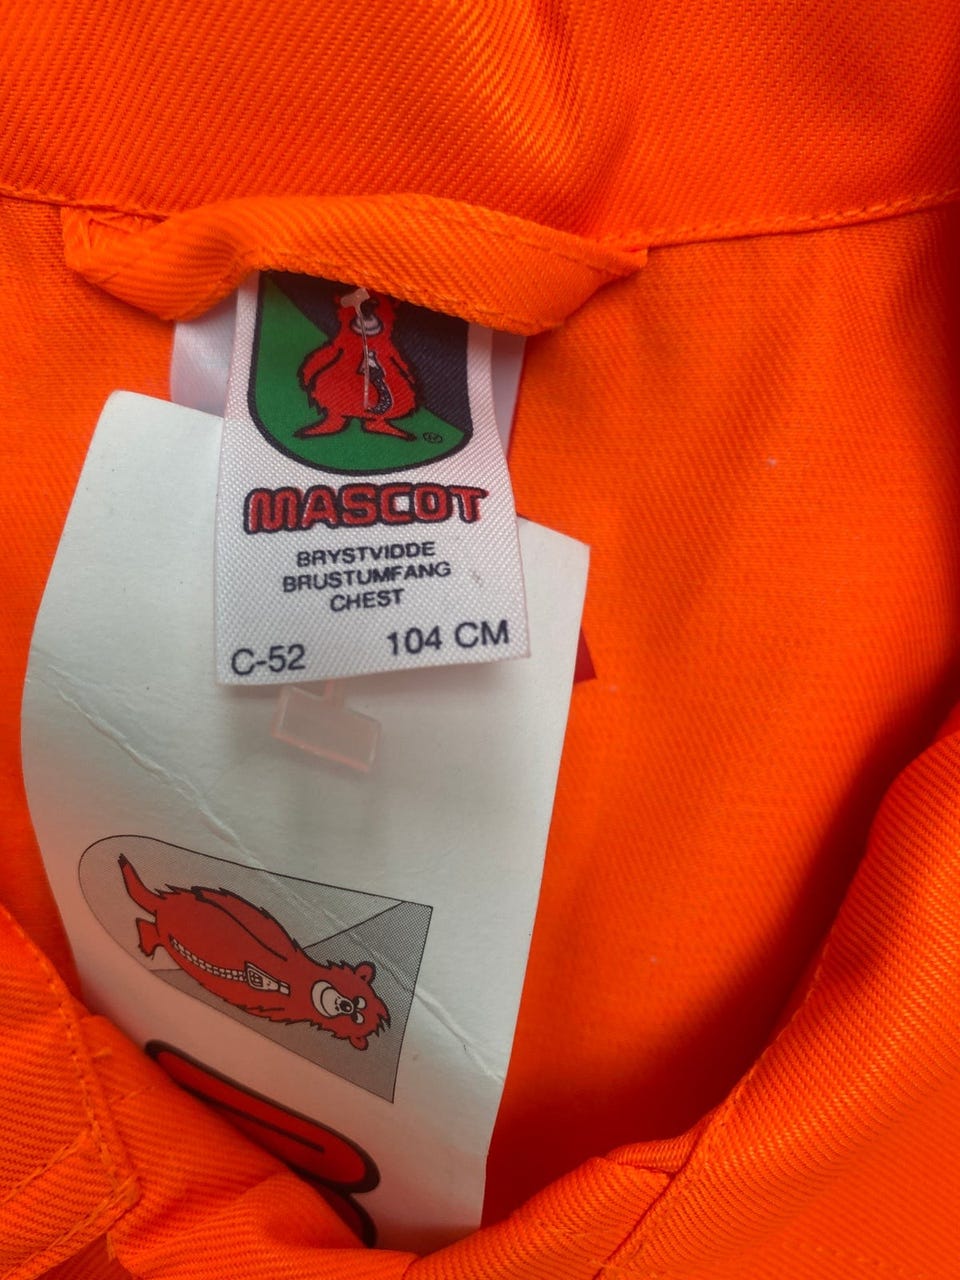 MASCOT
BRYSTVIDDE
BRUSTUMFANG
CHEST
C-52 104 CM